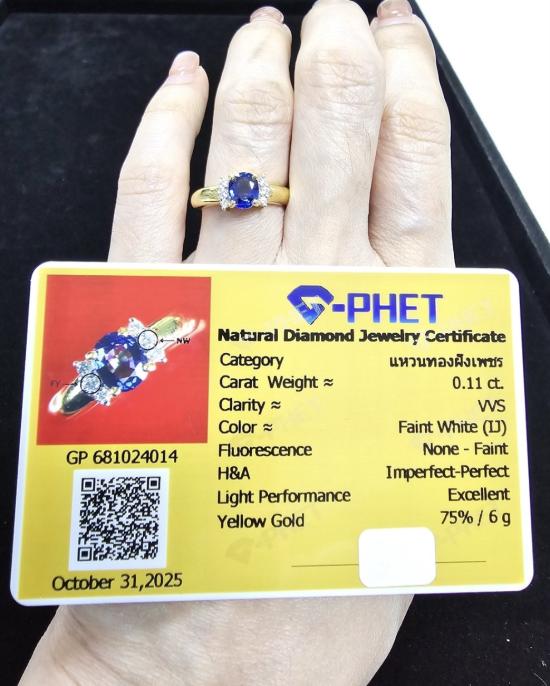 G-PHET
Natural Diamond Jewelry Certificate
Category แหวนทองฝังเพชร
Carat Weight ≈ 0.11 ct.
Clarity ≈ VVS
Color ≈ Faint White (IJ)
Fluorescence None - Faint
H&A Imperfect-Perfect
Light Performance Excellent
Yellow Gold 75% / 6 g
NW
FY
GP 681024014
October 31,2025